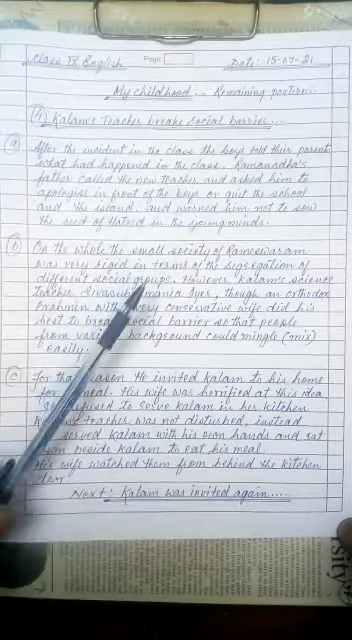 Class IX English Page Date: 15-07-21
My childhood... Remaining portion:
(4) Kalam's Teacher breaks social barrier....
(a) After the incident in the class the boys told their parents
what had happened in the class. Ramanadha's
father called the new teacher and asked him to
apologise in front of the boys or quit the school
and the island. and warned him not to sow
the seed of Hatred in the young minds.
(b) On the whole the small society of Rameswaram
was very rigid in terms of the segregation of
different social groups. However Kalam's science
teacher Sivasubramania Iyer, though an orthodox
Brahmin with very conservative wife did his
best to break social barrier so that people
from background could mingle (mix)
easily.
(c) For that reason He invited Kalam to his home
for meal. His wife was horrified at this idea
refused to serve Kalam in her kitchen
teacher was not disturbed, instead
served Kalam with his own hands and sat
down beside Kalam to eat his meal.
His wife watched them from behind the kitchen
door.
Next: Kalam was invited again......